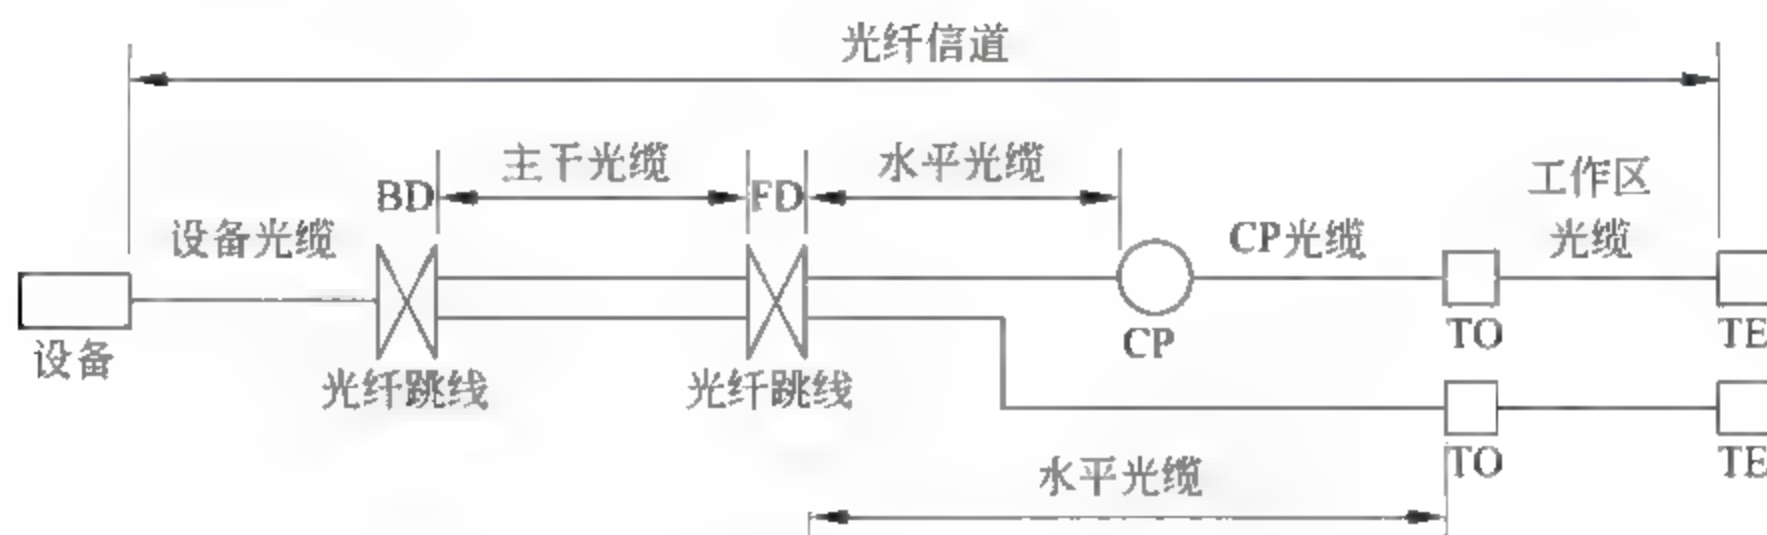 光纤信道
主干光缆
水平光缆
工作区
光缆
BD
FD
设备光缆
CP光缆
设备
光纤跳线
光纤跳线
CP
TO
TE
TO
TE
水平光缆